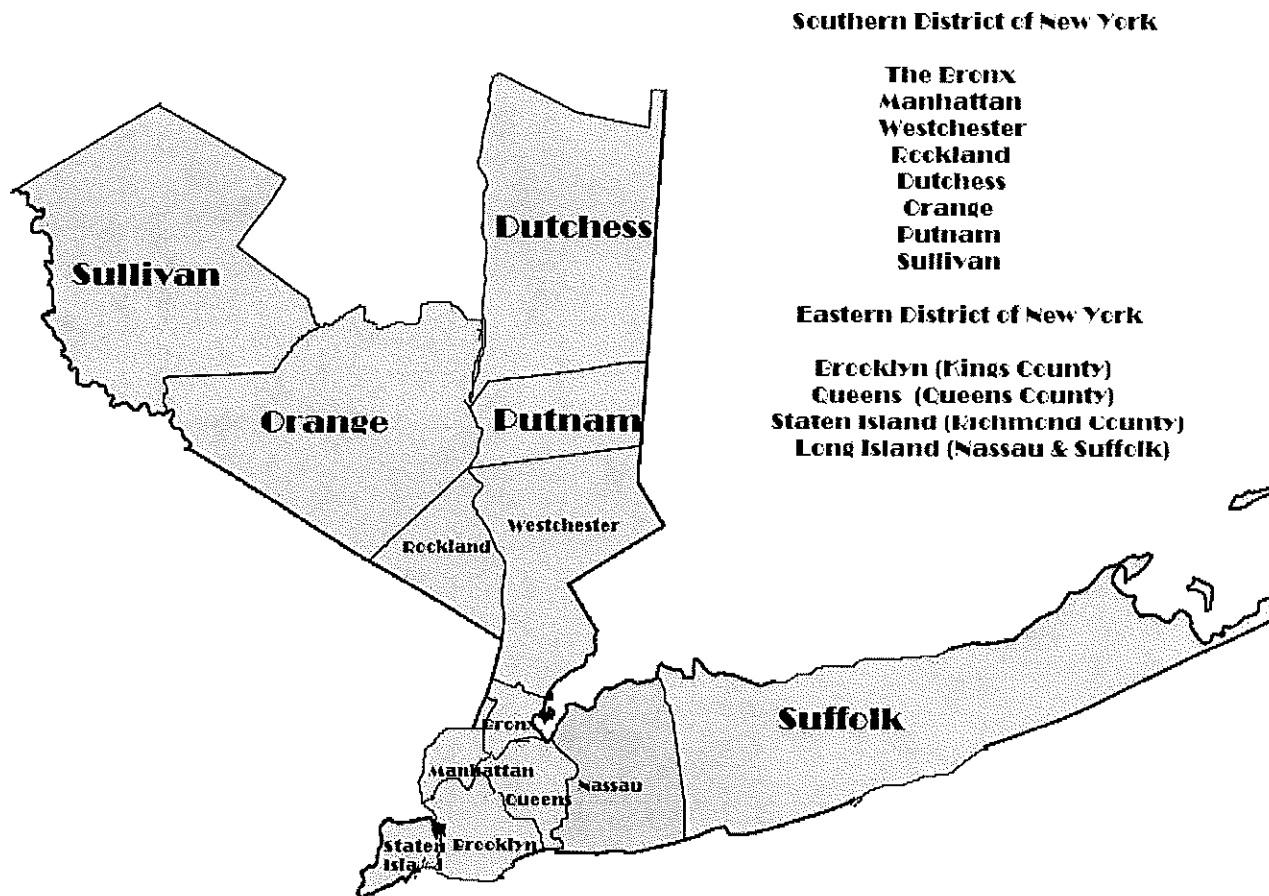 Southern District of New York
The Bronx
Manhattan
Westchester
Rockland
Dutchess
Orange
Putnam
Sullivan
Eastern District of New York
Brooklyn (Kings County)
Queens (Queens County)
Staten Island (Richmond County)
Long Island (Nassau & Suffolk)
Dutchess
Sullivan
Orange
Putnam
Westchester
Rockland
Bronx
Suffolk
Manhattan
Nassau
Queens
Staten
Island
Brooklyn